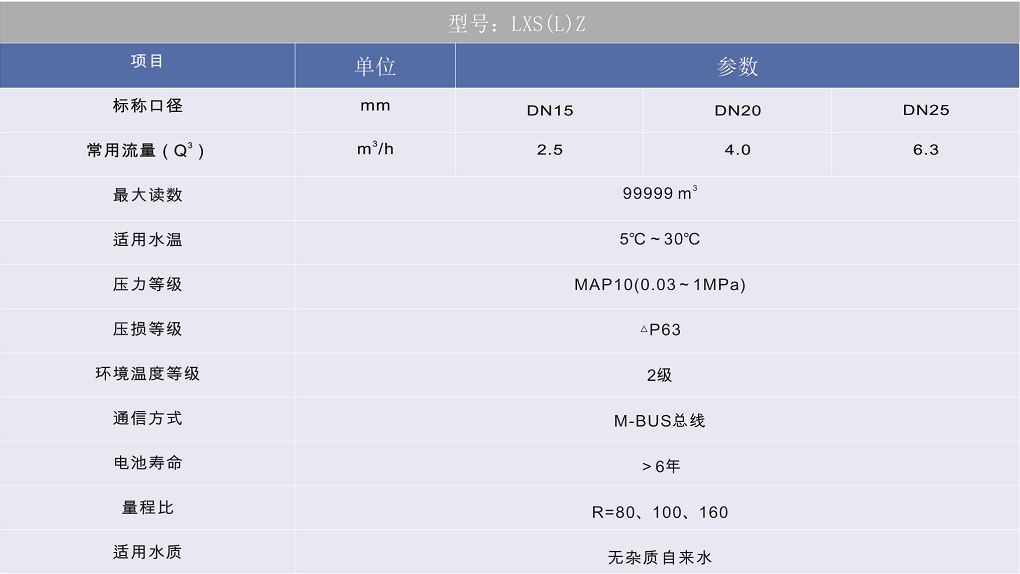 型号：LXS(L)Z
项目 单位 参数
标称口径 mm DN15 DN20 DN25
常用流量（Q³） m³/h 2.5 4.0 6.3
最大读数 99999 m³
适用水温 5℃～30℃
压力等级 MAP10(0.03～1MPa)
压损等级 △P63
环境温度等级 2级
通信方式 M-BUS总线
电池寿命 ＞6年
量程比 R=80、100、160
适用水质 无杂质自来水